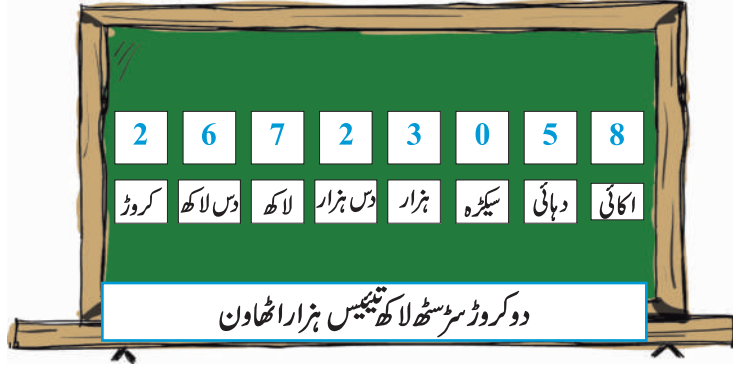 2 6 7 2 3 0 5 8
اکائی دہائی سیکڑہ ہزار دس ہزار لاکھ دس لاکھ کروڑ
دو کروڑ سڑسٹھ لاکھ تیئیس ہزار اٹھاون